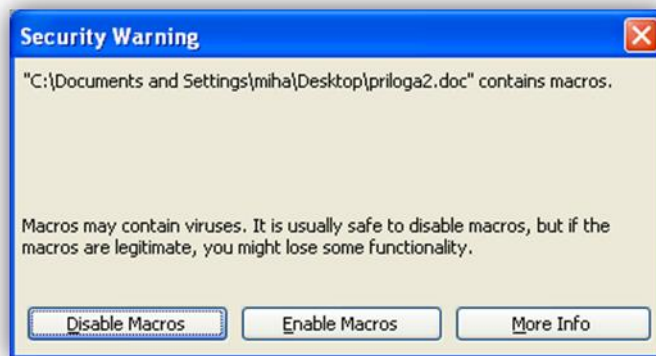 Security Warning
"C:\Documents and Settings\miha\Desktop\priloga2.doc" contains macros.
Macros may contain viruses. It is usually safe to disable macros, but if the
macros are legitimate, you might lose some functionality.
Disable Macros Enable Macros More Info